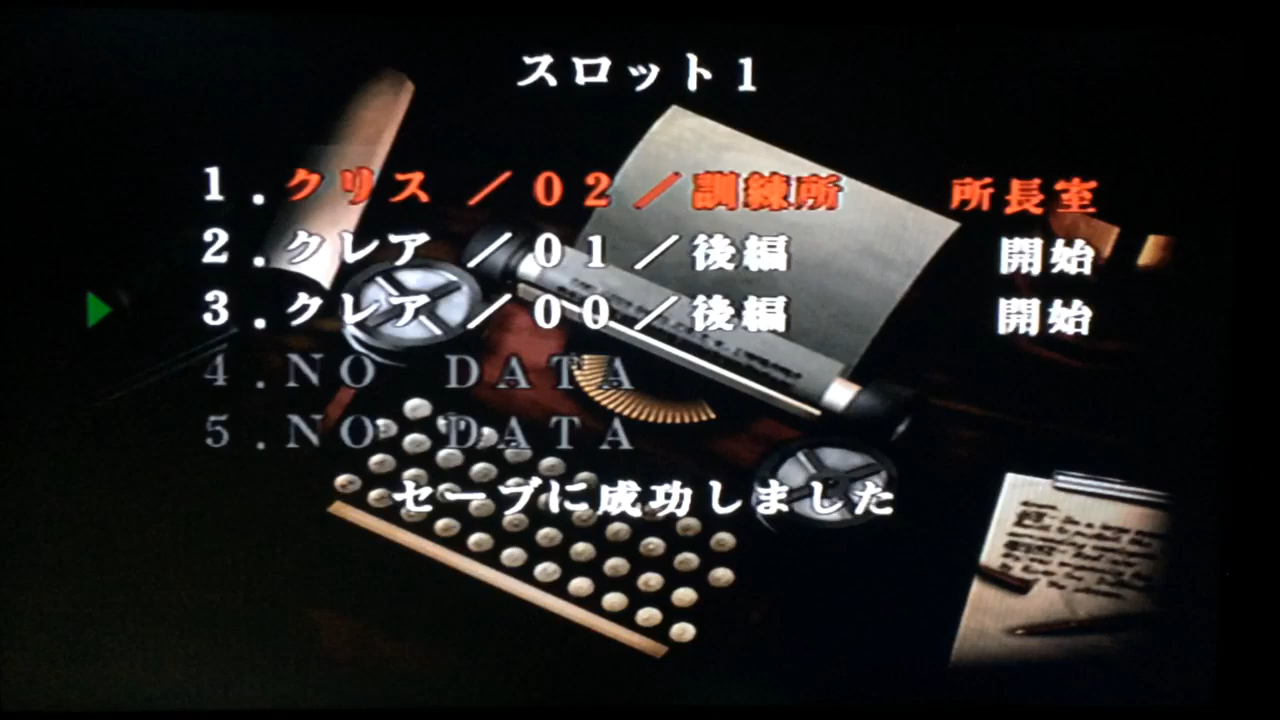 スロット1
1.クリス/02/訓練所 所長室
2.クレア/01/後編 開始
3.クレア/00/後編 開始
4.NO DATA
5.NO DATA
セーブに成功しました